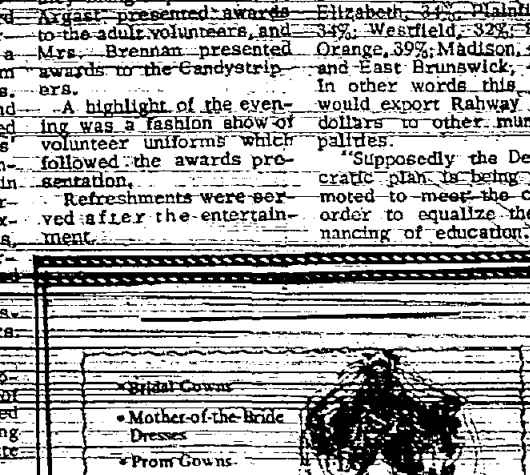 Argast presented awards
to the adult volunteers, and
Mrs. Brennan presented
awards to the Candystrip-
ers.
A highlight of the even-
ing was a fashion show of
volunteer uniforms which
followed the awards pre-
sentation.
Refreshments were ser-
ved after the entertain-
ment.
Elizabeth, 34%, Plainfi
34%; Westfield, 32%;
Orange, 39%; Madison,
and East Brunswick,
In other words this
would export Rahway
dollars to other mun
palities.
"Supposedly the De
cratic plan is being
moted to meet the c
order to equalize the
nancing of education.
• Bridal Gowns
• Mother-of-the-Bride
Dresses
• Prom Gowns